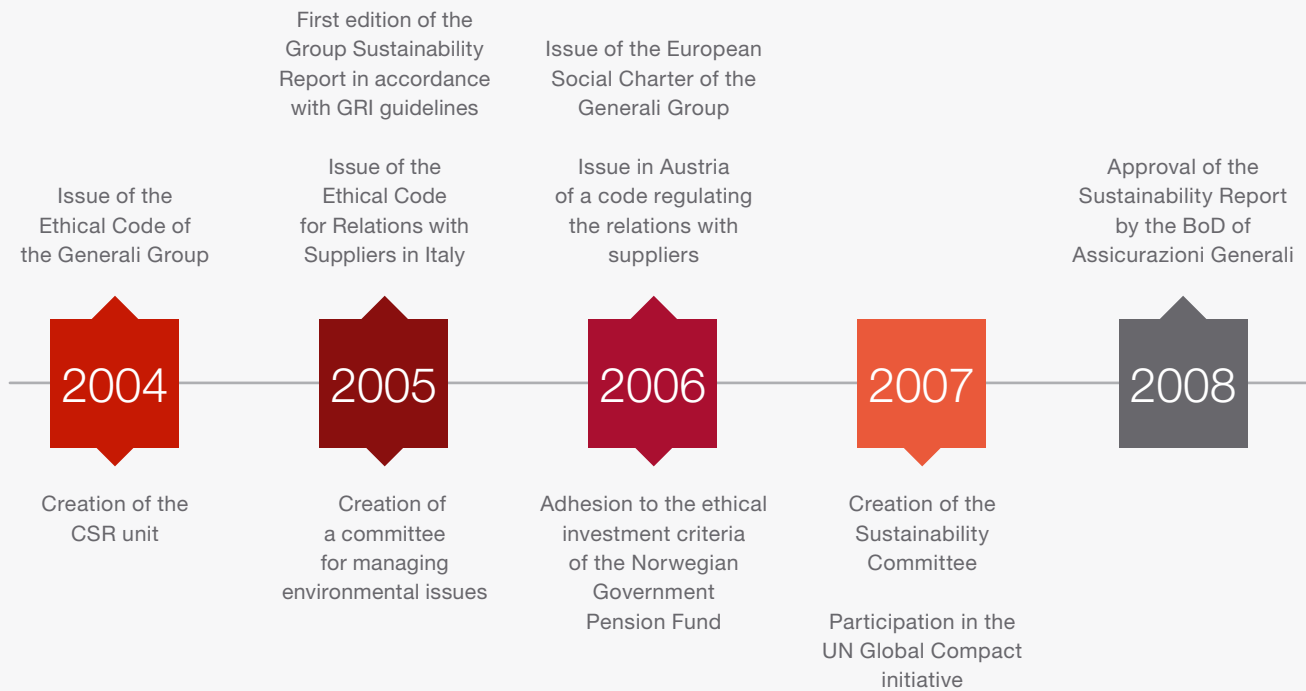 Issue of the
Ethical Code of
the Generali Group
2004
Creation of the
CSR unit
First edition of the
Group Sustainability
Report in accordance
with GRI guidelines
Issue of the
Ethical Code
for Relations with
Suppliers in Italy
2005
Creation of
a committee
for managing
environmental issues
Issue of the European
Social Charter of the
Generali Group
Issue in Austria
of a code regulating
the relations with
suppliers
2006
Adhesion to the ethical
investment criteria
of the Norwegian
Government
Pension Fund
2007
Creation of the
Sustainability
Committee
Participation in the
UN Global Compact
initiative
Approval of the
Sustainability Report
by the BoD of
Assicurazioni Generali
2008